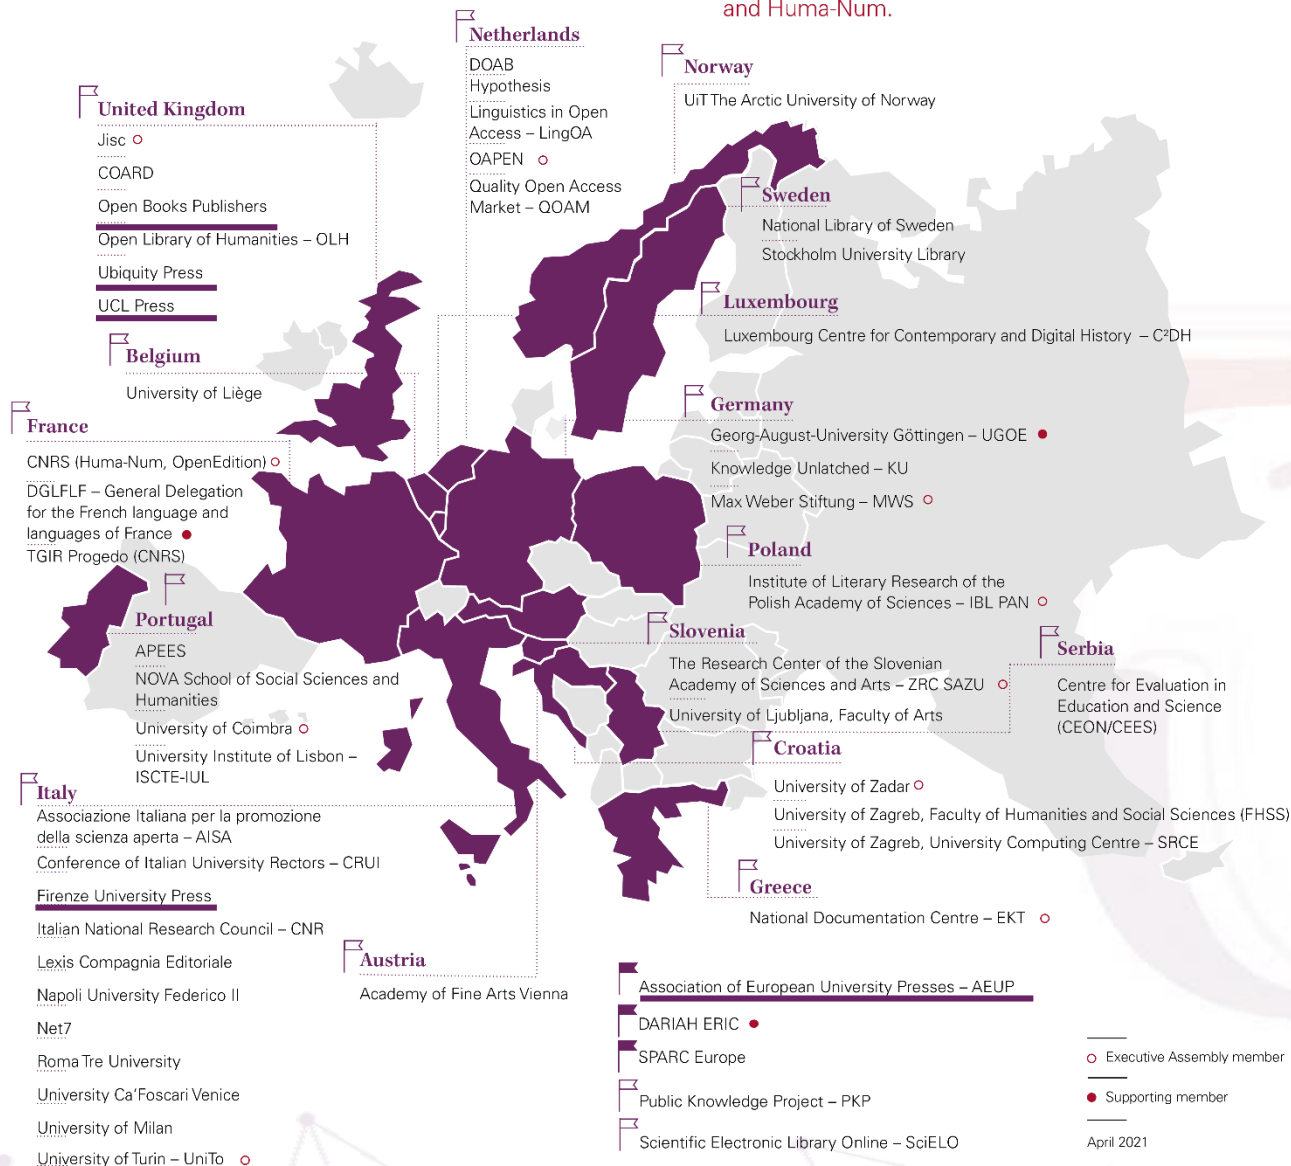 and Huma-Num.
Netherlands
DOAB
Hypothesis
Linguistics in Open
Access – LingOA
OAPEN
Quality Open Access
Market – QOAM
Norway
UiT The Arctic University of Norway
United Kingdom
Jisc
COARD
Open Books Publishers
Open Library of Humanities – OLH
Ubiquity Press
UCL Press
Sweden
National Library of Sweden
Stockholm University Library
Luxembourg
Luxembourg Centre for Contemporary and Digital History – C²DH
Belgium
University of Liège
Germany
Georg-August-University Göttingen – UGOE
Knowledge Unlatched – KU
Max Weber Stiftung – MWS
France
CNRS (Huma-Num, OpenEdition)
DGLFLF – General Delegation
for the French language and
languages of France
TGIR Progedo (CNRS)
Poland
Institute of Literary Research of the
Polish Academy of Sciences – IBL PAN
Portugal
APEES
NOVA School of Social Sciences and
Humanities
University of Coimbra
University Institute of Lisbon –
ISCTE-IUL
Slovenia
The Research Center of the Slovenian
Academy of Sciences and Arts – ZRC SAZU
University of Ljubljana, Faculty of Arts
Serbia
Centre for Evaluation in
Education and Science
(CEON/CEES)
Croatia
University of Zadar
University of Zagreb, Faculty of Humanities and Social Sciences (FHSS)
University of Zagreb, University Computing Centre – SRCE
Italy
Associazione Italiana per la promozione
della scienza aperta – AISA
Conference of Italian University Rectors – CRUI
Firenze University Press
Italian National Research Council – CNR
Lexis Compagnia Editoriale
Napoli University Federico II
Net7
Roma Tre University
University Ca'Foscari Venice
University of Milan
University of Turin – UniTo
Greece
National Documentation Centre – EKT
Austria
Academy of Fine Arts Vienna
Association of European University Presses – AEUP
DARIAH ERIC
SPARC Europe
Public Knowledge Project – PKP
Scientific Electronic Library Online – SciELO
Executive Assembly member
Supporting member
April 2021